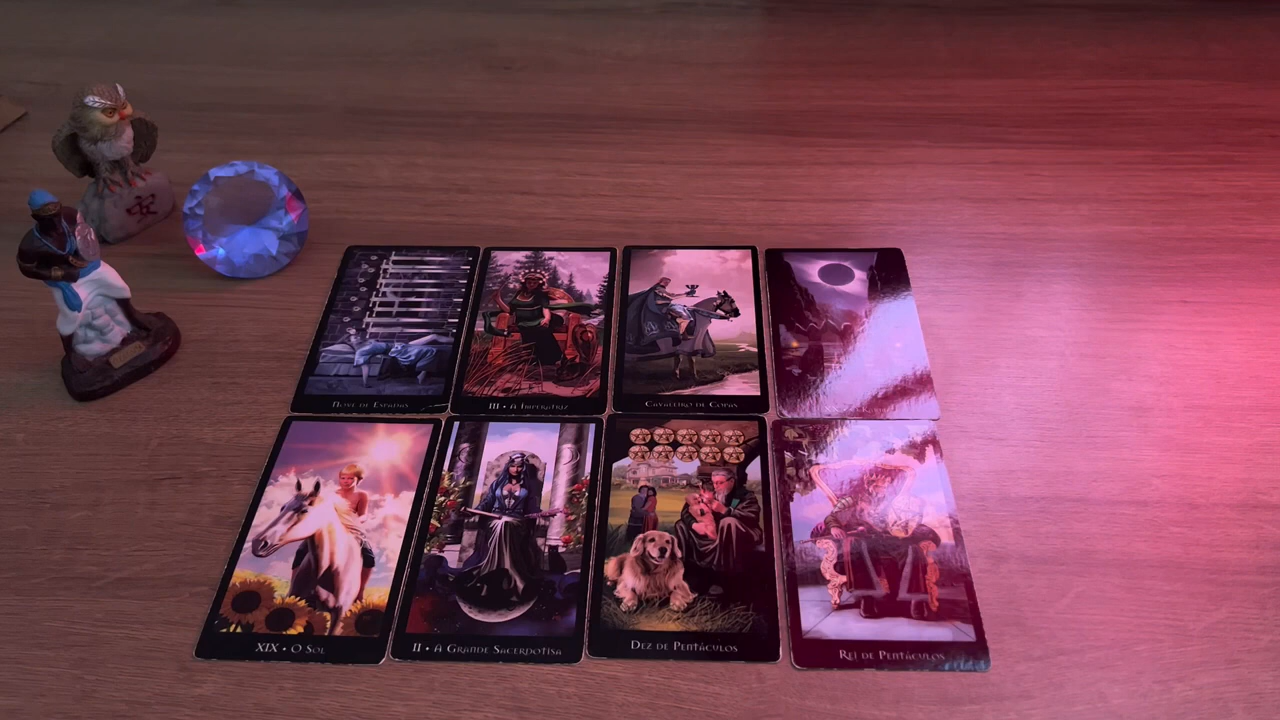 安
Nove de Espadas
III • A Imperatriz
Cavaleiro de Copas
XIX • O Sol
II • A Grande Sacerdotisa
Dez de Pentáculos
Rei de Pentáculos